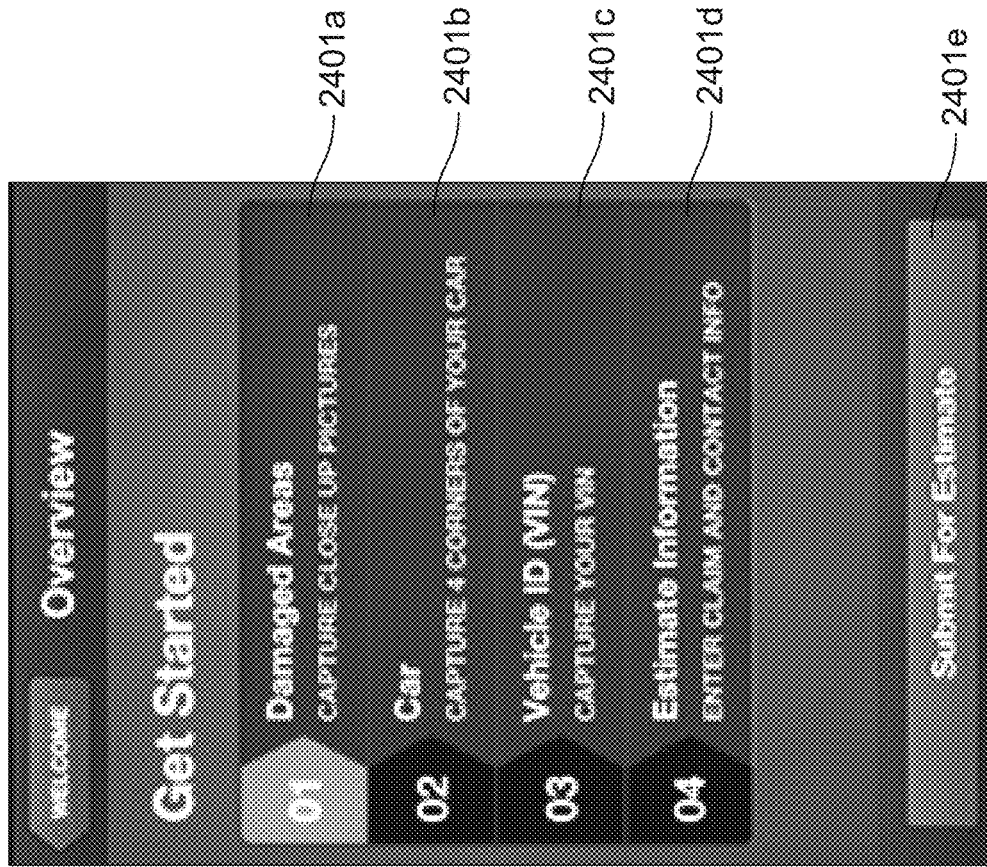 WELCOME
Overview
Get Started
01
Damaged Areas
CAPTURE CLOSE UP PICTURES
2401a
02
Car
CAPTURE 4 CORNERS OF YOUR CAR
2401b
03
Vehicle ID (VIN)
CAPTURE YOUR VIN
2401c
04
Estimate Information
ENTER CLAIM AND CONTACT INFO
2401d
Submit For Estimate
2401e